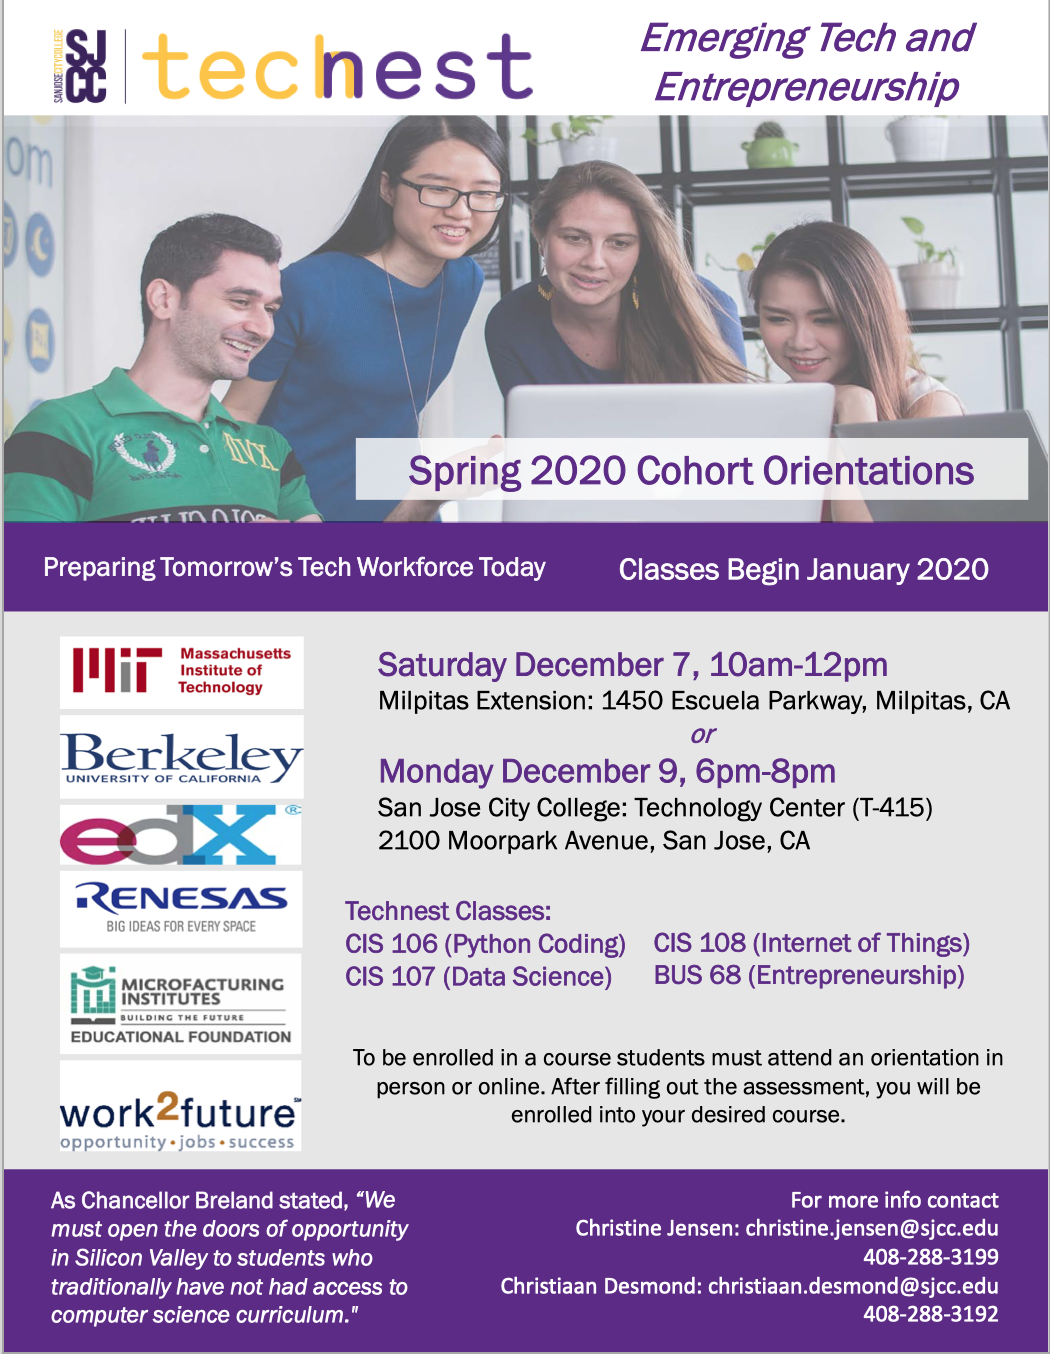 SJ
CC
SAN JOSE CITY COLLEGE
technest
Emerging Tech and
Entrepreneurship
om
Spring 2020 Cohort Orientations
Preparing Tomorrow's Tech Workforce Today
Classes Begin January 2020
MIT
Massachusetts
Institute of
Technology
Berkeley
UNIVERSITY OF CALIFORNIA
edX®
RENESAS
BIG IDEAS FOR EVERY SPACE
MICROFACTURING
INSTITUTES
BUILDING THE FUTURE
EDUCATIONAL FOUNDATION
work2future℠
opportunity • jobs • success
Saturday December 7, 10am-12pm
Milpitas Extension: 1450 Escuela Parkway, Milpitas, CA
or
Monday December 9, 6pm-8pm
San Jose City College: Technology Center (T-415)
2100 Moorpark Avenue, San Jose, CA
Technest Classes:
CIS 106 (Python Coding)
CIS 107 (Data Science)
CIS 108 (Internet of Things)
BUS 68 (Entrepreneurship)
To be enrolled in a course students must attend an orientation in
person or online. After filling out the assessment, you will be
enrolled into your desired course.
As Chancellor Breland stated, “We
must open the doors of opportunity
in Silicon Valley to students who
traditionally have not had access to
computer science curriculum."
For more info contact
Christine Jensen: christine.jensen@sjcc.edu
408-288-3199
Christiaan Desmond: christiaan.desmond@sjcc.edu
408-288-3192